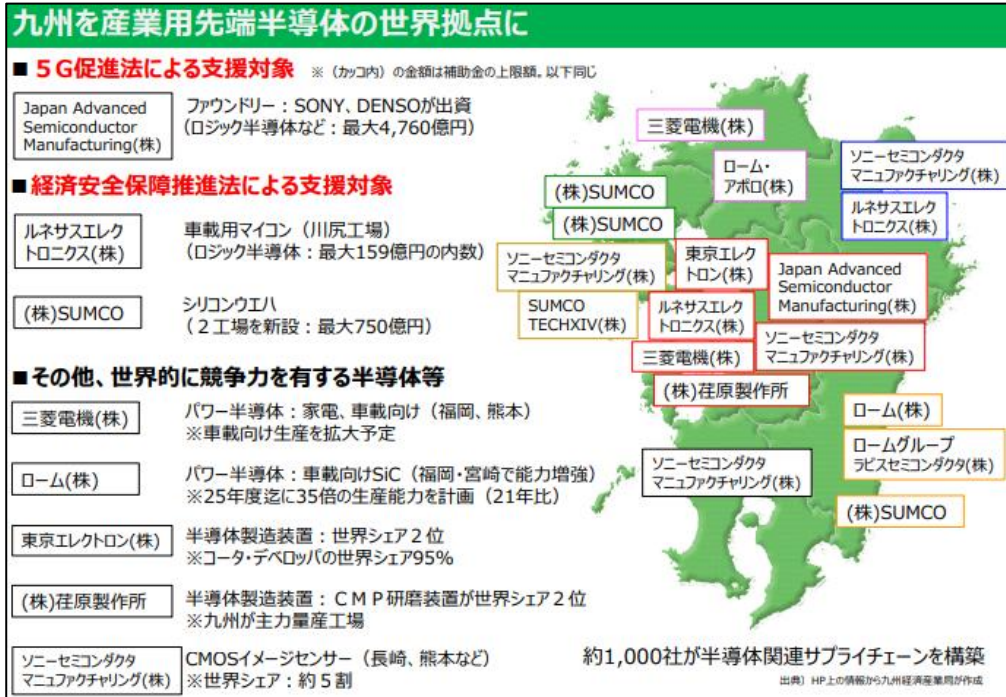 九州を産業用先端半導体の世界拠点に
■ 5G促進法による支援対象 ※（カッコ内）の金額は補助金の上限額。以下同じ
Japan Advanced
Semiconductor
Manufacturing(株)
ファウンドリー：SONY、DENSOが出資
（ロジック半導体など：最大4,760億円）
■経済安全保障推進法による支援対象
ルネサスエレク
トロニクス(株)
車載用マイコン（川尻工場）
（ロジック半導体：最大159億円の内数）
(株)SUMCO
シリコンウエハ
（２工場を新設：最大750億円）
■その他、世界的に競争力を有する半導体等
三菱電機(株)
パワー半導体：家電、車載向け（福岡、熊本）
※車載向け生産を拡大予定
ローム(株)
パワー半導体：車載向けSiC（福岡・宮崎で能力増強）
※25年度迄に35倍の生産能力を計画（21年比）
東京エレクトロン(株)
半導体製造装置：世界シェア２位
※コータ・デベロッパの世界シェア95%
(株)荏原製作所
半導体製造装置：ＣＭＰ研磨装置が世界シェア２位
※九州が主力量産工場
ソニーセミコンダクタ
マニュファクチャリング(株)
CMOSイメージセンサー（長崎、熊本など）
※世界シェア：約５割
三菱電機(株)
ローム・
アポロ(株)
ソニーセミコンダクタ
マニュファクチャリング(株)
ルネサスエレク
トロニクス(株)
(株)SUMCO
(株)SUMCO
ソニーセミコンダクタ
マニュファクチャリング(株)
SUMCO
TECHXIV(株)
東京エレク
トロン(株)
Japan Advanced
Semiconductor
Manufacturing(株)
ルネサスエレク
トロニクス(株)
ソニーセミコンダクタ
マニュファクチャリング(株)
三菱電機(株)
(株)荏原製作所
ローム(株)
ロームグループ
ラピスセミコンダクタ(株)
ソニーセミコンダクタ
マニュファクチャリング(株)
(株)SUMCO
約1,000社が半導体関連サプライチェーンを構築
出典）HP上の情報から九州経済産業局が作成